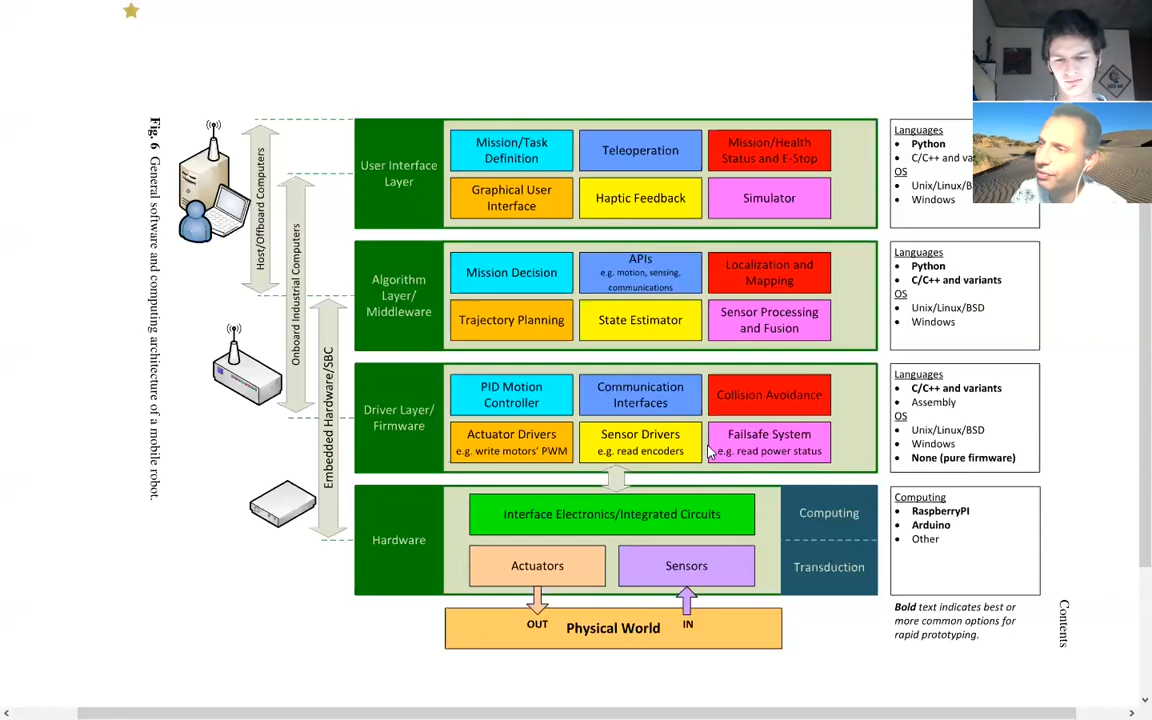 Fig. 6 General software and computing architecture of a mobile robot.
Host/Offboard Computers
Onboard Industrial Computers
Embedded Hardware/SBC
User Interface
Layer
Mission/Task
Definition
Teleoperation
Mission/Health
Status and E-Stop
Graphical User
Interface
Haptic Feedback
Simulator
Languages
• Python
• C/C++ and
OS
• Unix/Linux/B
• Windows
Algorithm
Layer/
Middleware
Mission Decision
APIs
e.g. motion, sensing,
communications
Localization and
Mapping
Trajectory Planning
State Estimator
Sensor Processing
and Fusion
Languages
• Python
• C/C++ and variants
OS
• Unix/Linux/BSD
• Windows
Driver Layer/
Firmware
PID Motion
Controller
Communication
Interfaces
Collision Avoidance
Actuator Drivers
e.g. write motors' PWM
Sensor Drivers
e.g. read encoders
Failsafe System
e.g. read power status
Languages
• C/C++ and variants
• Assembly
OS
• Unix/Linux/BSD
• Windows
• None (pure firmware)
Hardware
Interface Electronics/Integrated Circuits
Actuators
Sensors
Computing
Transduction
Computing
• RaspberryPI
• Arduino
• Other
OUT
Physical World
IN
Bold text indicates best or
more common options for
rapid prototyping.
Contents